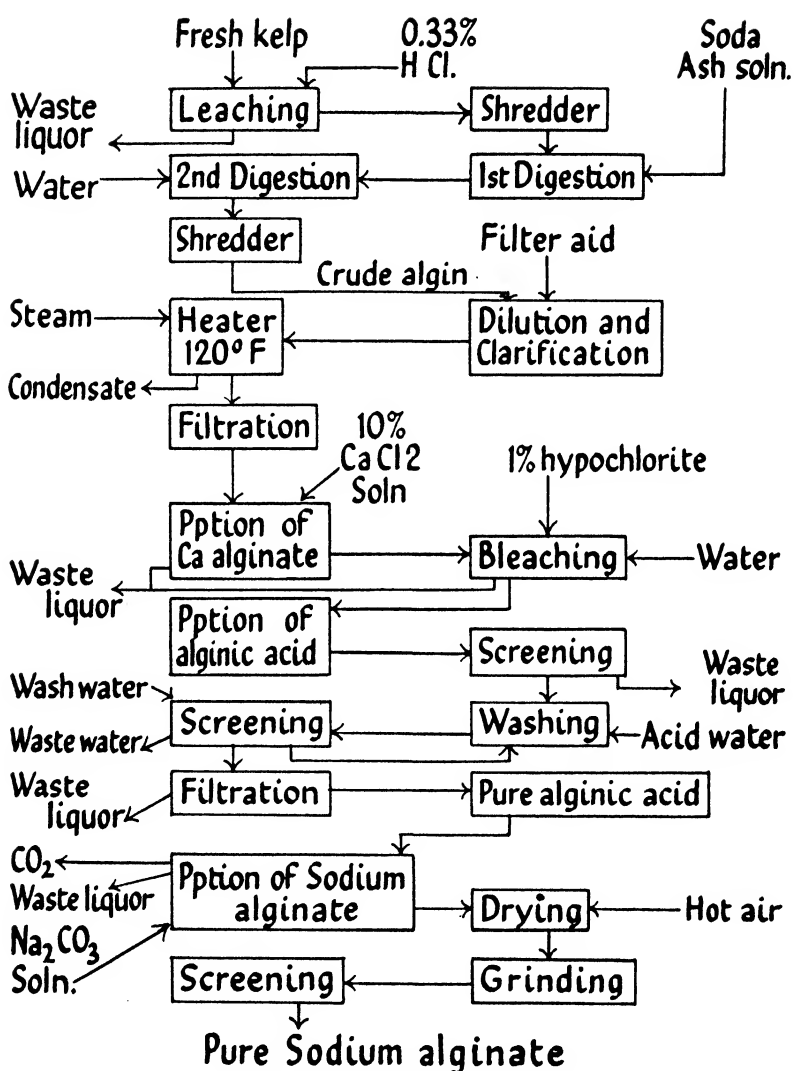 Fresh kelp
0.33%
H Cl.
Soda
Ash soln.
Waste
liquor
Leaching
Shredder
Water
2nd Digestion
1st Digestion
Shredder
Filter aid
Crude algin
Steam
Heater
120° F
Dilution and
Clarification
Condensate
Filtration
10%
Ca Cl2
Soln
1% hypochlorite
Pption of
Ca alginate
Bleaching
Water
Waste
liquor
Pption of
alginic acid
Screening
Waste
liquor
Wash water
Screening
Washing
Acid water
Waste water
Waste
liquor
Filtration
Pure alginic acid
CO₂
Waste liquor
Pption of Sodium
alginate
Drying
Hot air
Na₂CO₃
Soln.
Screening
Grinding
Pure Sodium alginate